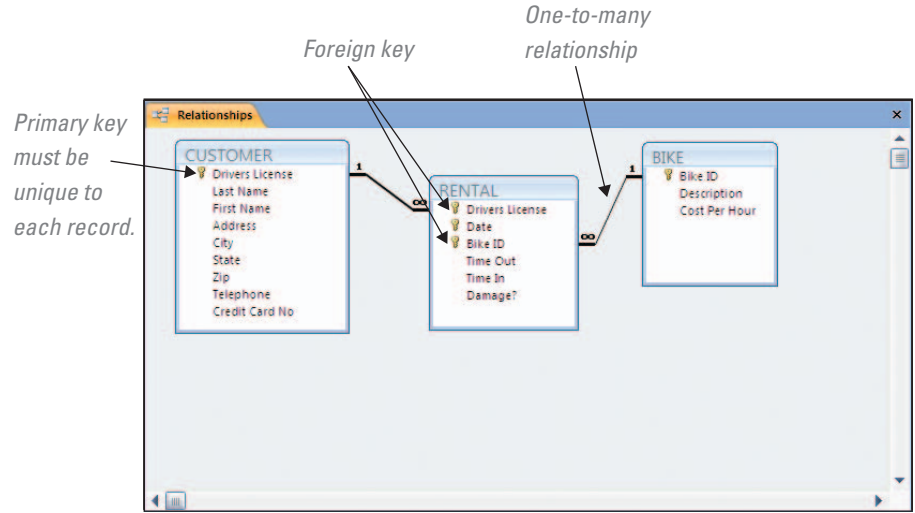 One-to-many
relationship
Foreign key
Primary key
must be
unique to
each record.
Relationships
CUSTOMER
Drivers License
Last Name
First Name
Address
City
State
Zip
Telephone
Credit Card No
1
∞
RENTAL
Drivers License
Date
Bike ID
Time Out
Time In
Damage?
∞
1
BIKE
Bike ID
Description
Cost Per Hour